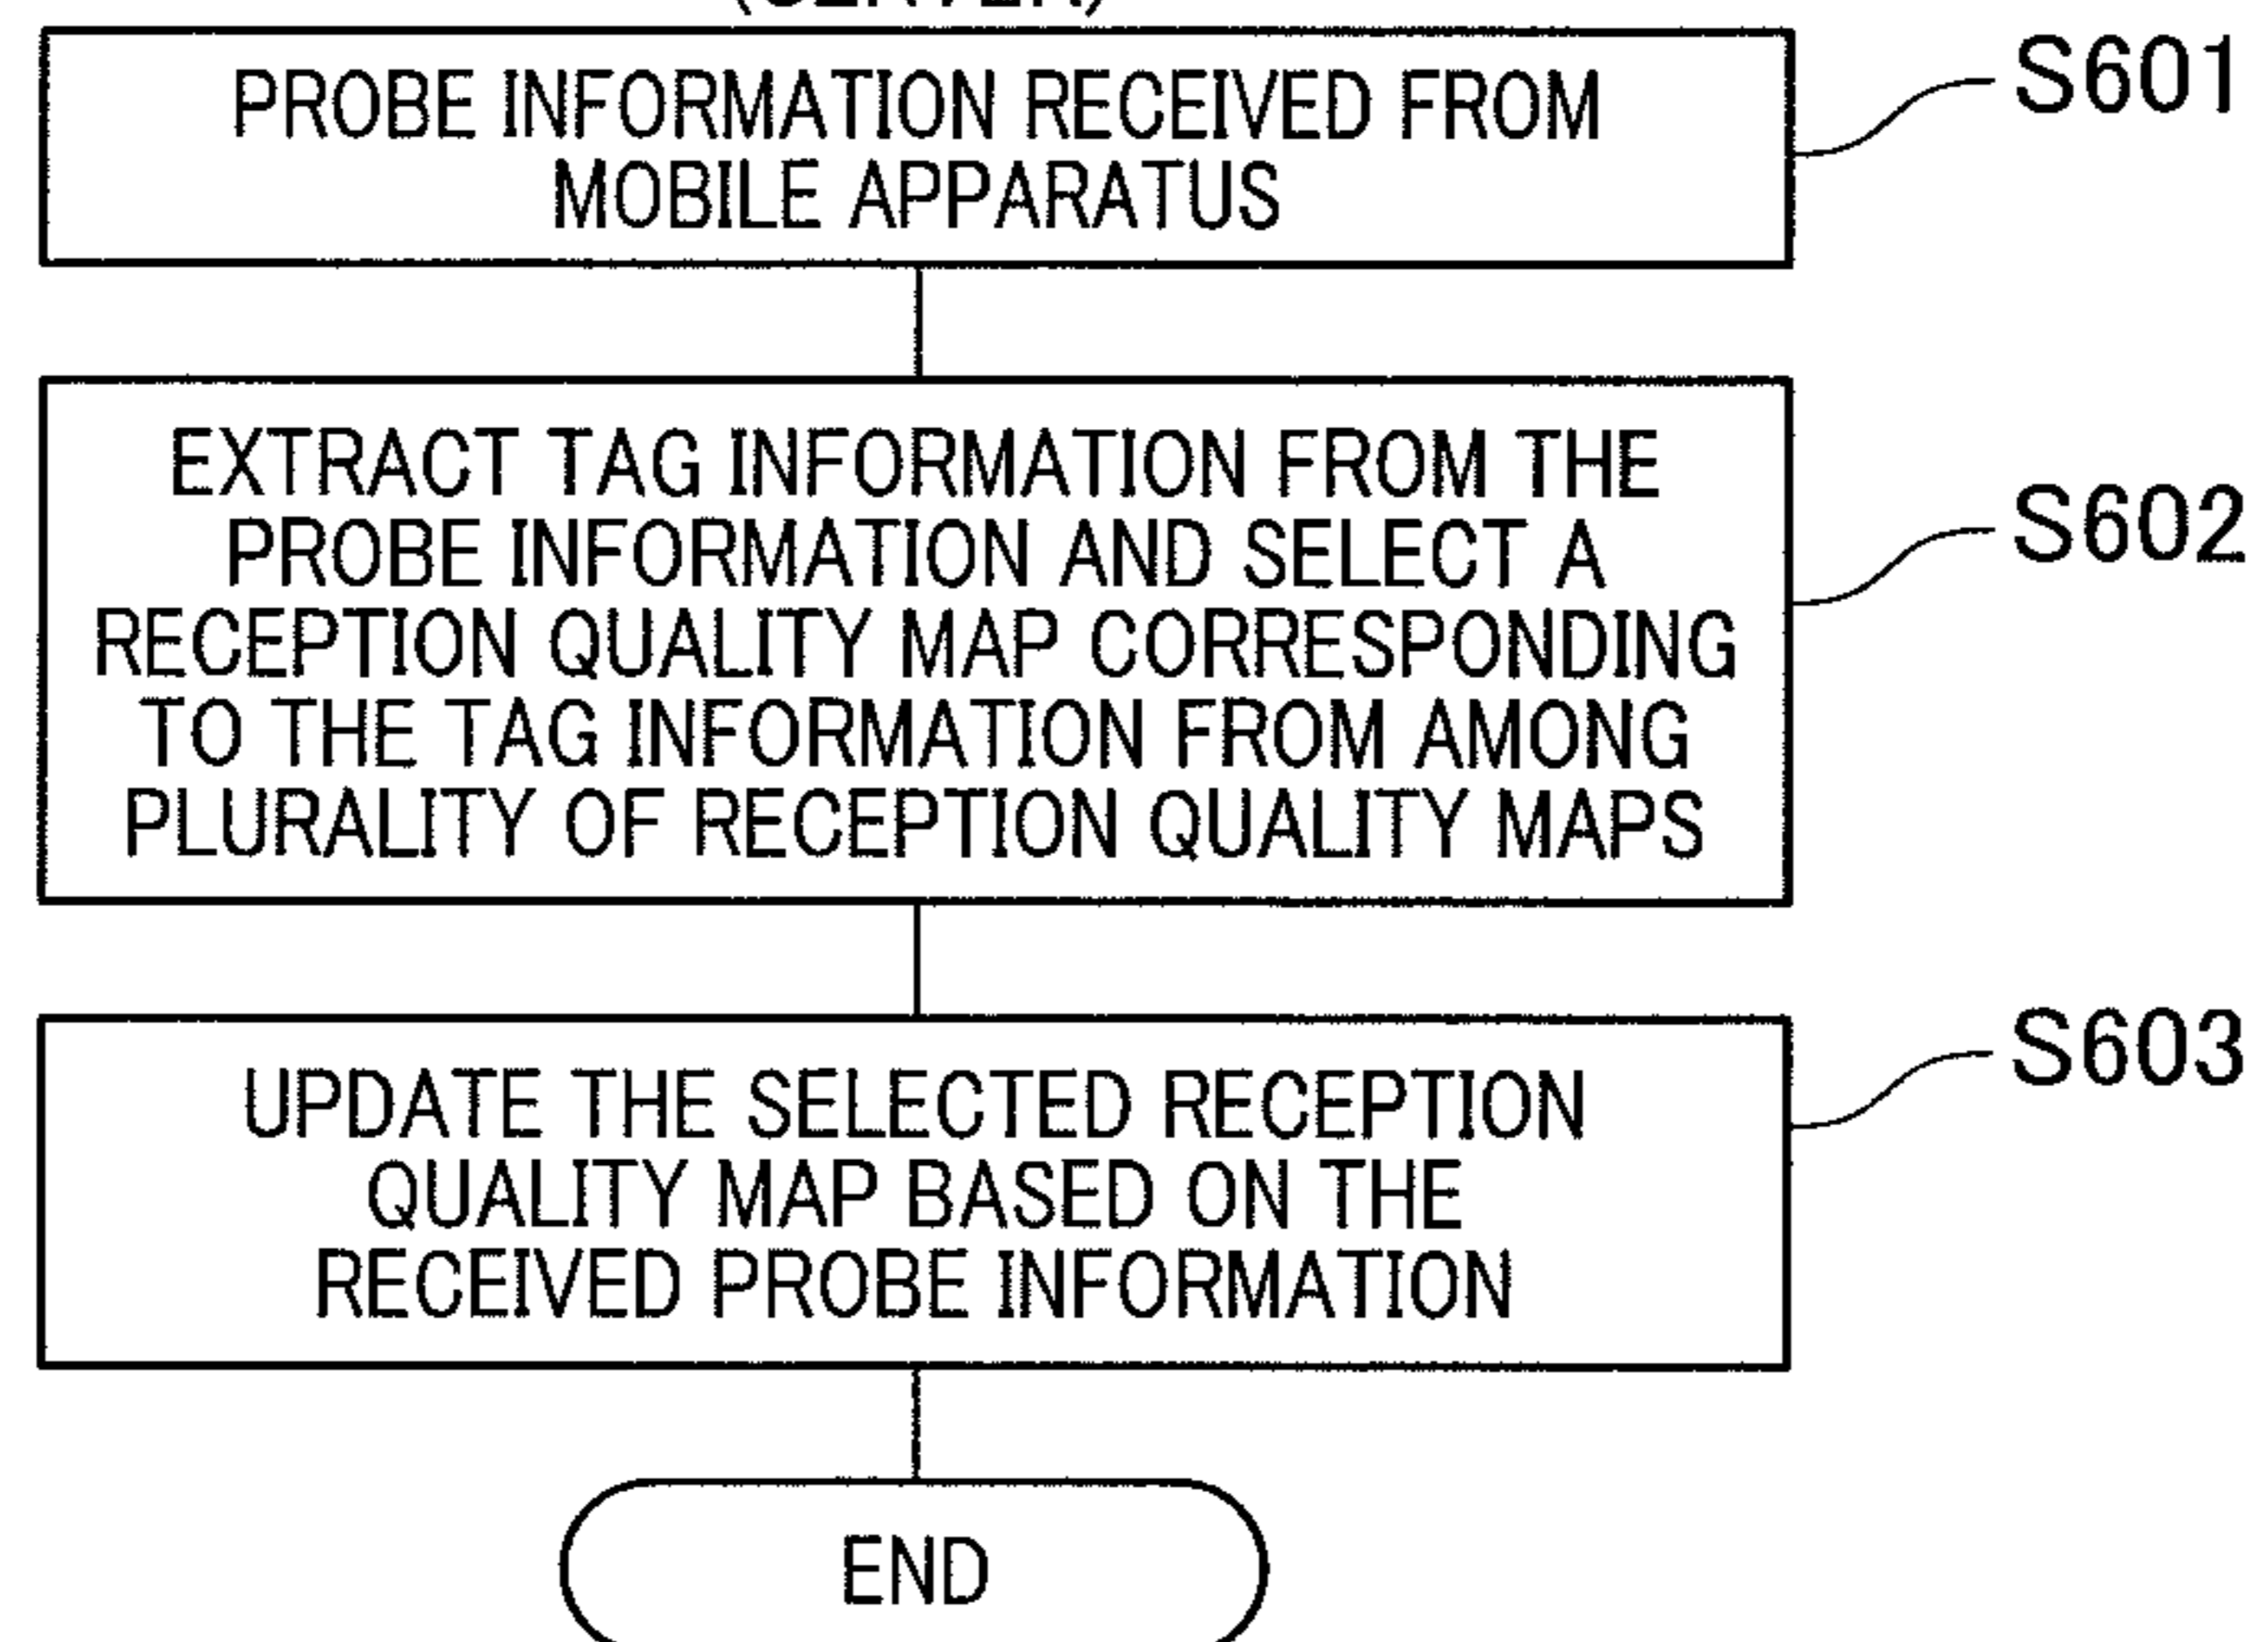 PROBE INFORMATION RECEIVED FROM
MOBILE APPARATUS
S601
EXTRACT TAG INFORMATION FROM THE
PROBE INFORMATION AND SELECT A
RECEPTION QUALITY MAP CORRESPONDING
TO THE TAG INFORMATION FROM AMONG
PLURALITY OF RECEPTION QUALITY MAPS
S602
UPDATE THE SELECTED RECEPTION
QUALITY MAP BASED ON THE
RECEIVED PROBE INFORMATION
S603
END